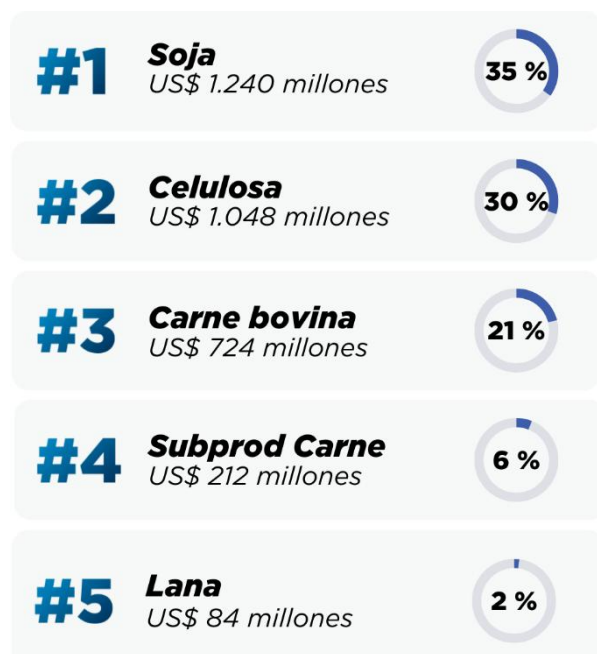 #1
Soja
US$ 1.240 millones
35 %
#2
Celulosa
US$ 1.048 millones
30 %
#3
Carne bovina
US$ 724 millones
21 %
#4
Subprod Carne
US$ 212 millones
6 %
#5
Lana
US$ 84 millones
2 %